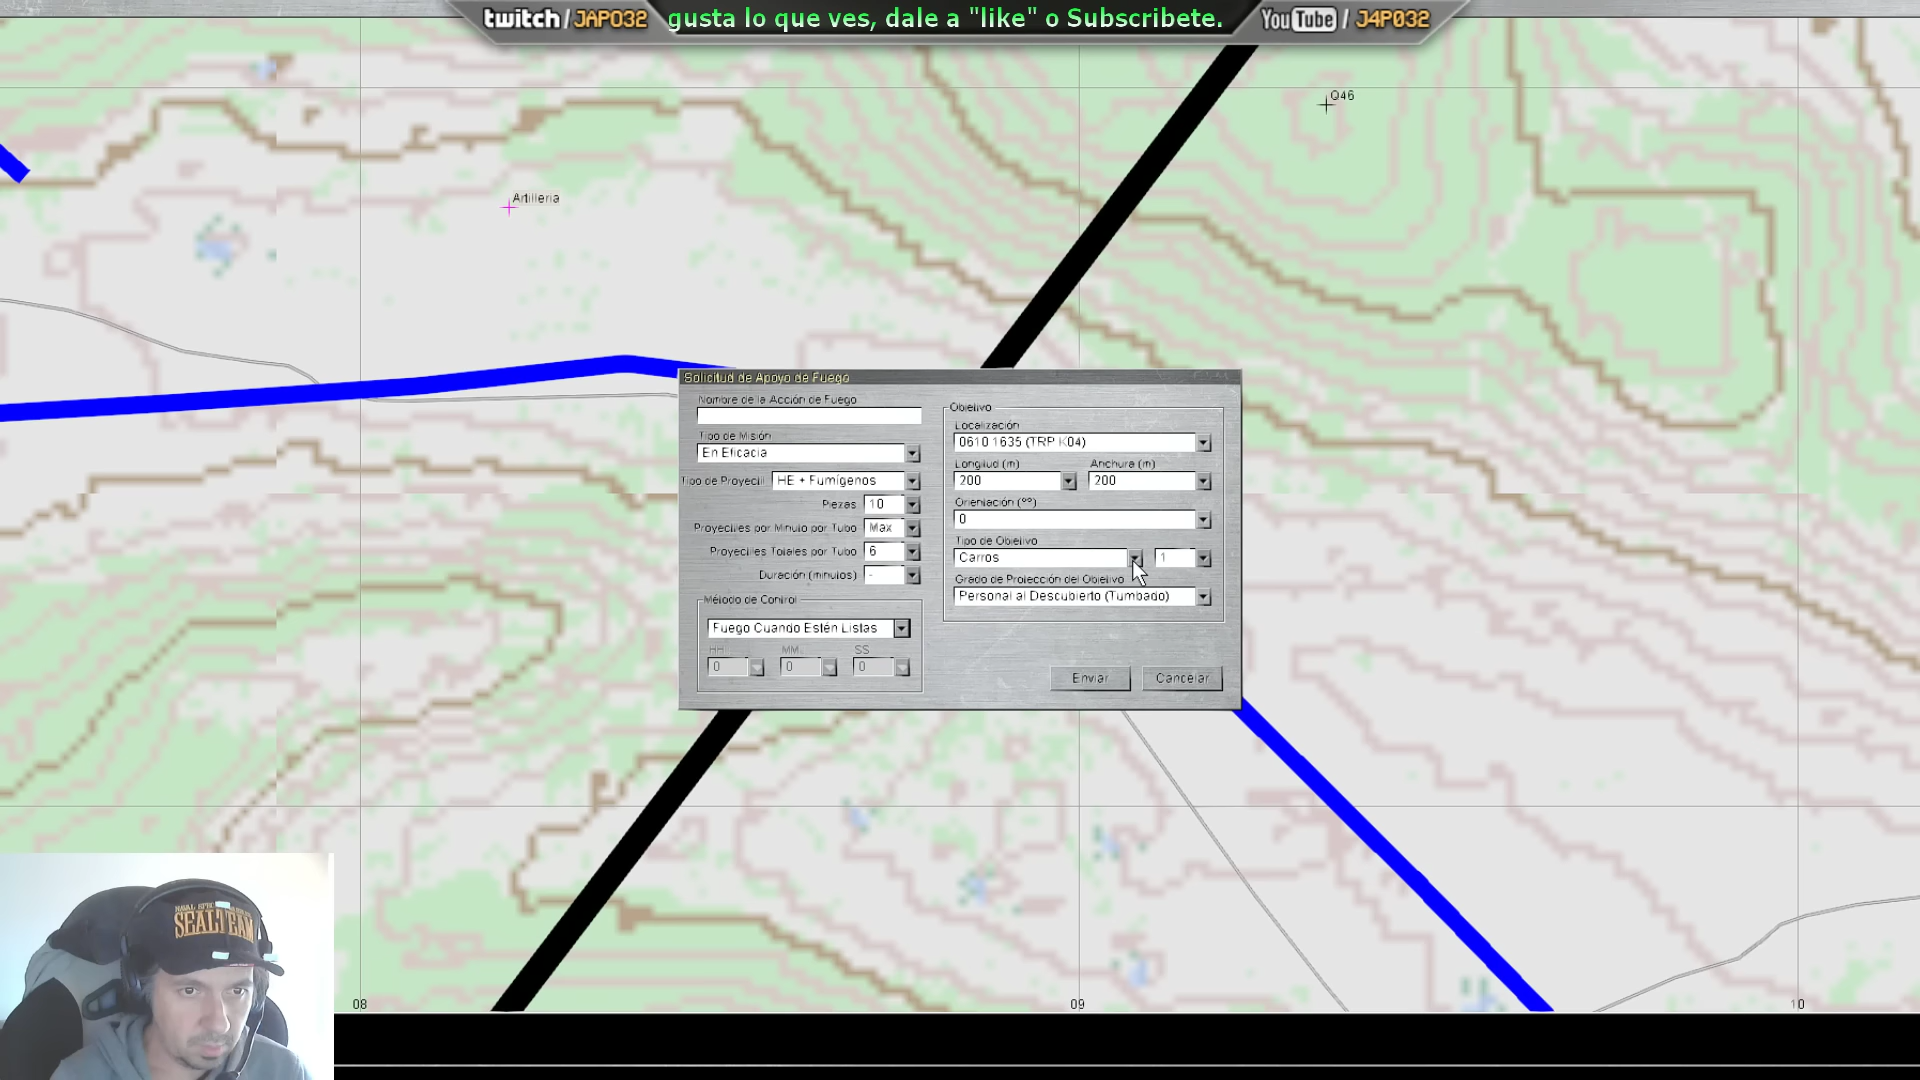 twitch / JAP032
gusta lo que ves, dale a "like" o Subscribete.
YouTube / J4P032
Q46
Artilleria
Solicitud de Apoyo de Fuego
Nombre de la Acción de Fuego
Tipo de Misión
En Eficacia
Tipo de Proyectil
HE + Fumígenos
Piezas
10
Proyectiles por Minuto por Tubo
Max
Proyectiles Totales por Tubo
6
Duración (minutos)
-
Método de Control
Fuego Cuando Estén Listas
HH
MM
SS
0
0
0
Objetivo
Localización
0610 1635 (TRP K04)
Longitud (m)
Anchura (m)
200
200
Orientación (ºº)
0
Tipo de Objetivo
Carros
1
Grado de Protección del Objetivo
Personal al Descubierto (Tumbado)
Enviar
Cancelar
SEAL TEAM
08
09
10